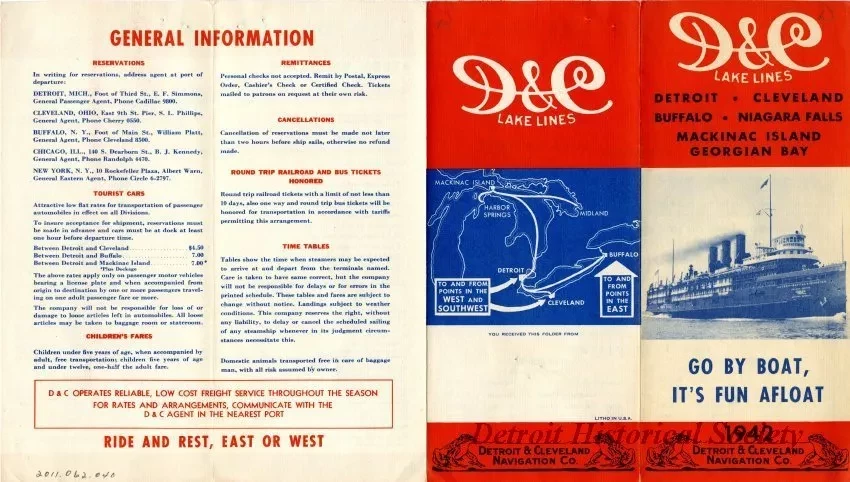 GENERAL INFORMATION
RESERVATIONS
In writing for reservations, address agent at port of
departure:
DETROIT, MICH., Foot of Third St., E. F. Simmons,
General Passenger Agent, Phone Cadillac 9800.
CLEVELAND, OHIO, East 9th St. Pier, S. L. Phillips,
General Agent, Phone Cherry 0550.
BUFFALO, N. Y., Foot of Main St., William Platt,
General Agent, Phone Cleveland 8500.
CHICAGO, ILL., 140 S. Dearborn St., B. J. Kennedy,
General Agent, Phone Randolph 4470.
NEW YORK, N. Y., 10 Rockefeller Plaza, Albert Warn,
General Eastern Agent, Phone Circle 6-2797.
TOURIST CARS
Attractive low flat rates for transportation of passenger
automobiles in effect on all Divisions.
To insure acceptance for shipment, reservations must
be made in advance and cars must be at dock at least
one hour before departure time.
Between Detroit and Cleveland $4.50
Between Detroit and Buffalo 7.00
Between Detroit and Mackinac Island 7.00*
*Plus Dockage
The above rates apply only on passenger motor vehicles
bearing a license plate and when accompanied from
origin to destination by one or more passengers travel-
ing on one adult passenger fare or more.
The company will not be responsible for loss of or
damage to loose articles left in automobiles. All loose
articles may be taken to baggage room or stateroom.
CHILDREN'S FARES
Children under five years of age, when accompanied by
adult, free transportation; children five years of age
and under twelve, one-half the adult fare.
REMITTANCES
Personal checks not accepted. Remit by Postal, Express
Order, Cashier's Check or Certified Check. Tickets
mailed to patrons on request at their own risk.
CANCELLATIONS
Cancellation of reservations must be made not later
than two hours before ship sails, otherwise no refund
made.
ROUND TRIP RAILROAD AND BUS TICKETS
HONORED
Round trip railroad tickets with a limit of not less than
10 days, also one way and round trip bus tickets will be
honored for transportation in accordance with tariffs
permitting this arrangement.
TIME TABLES
Tables show the time when steamers may be expected
to arrive at and depart from the terminals named.
Care is taken to have same correct, but the company
will not be responsible for delays or for errors in the
printed schedule. These tables and fares are subject to
change without notice. Landings subject to weather
conditions. This company reserves the right, without
any liability, to delay or cancel the scheduled sailing
of any steamship whenever in its judgment circum-
stances necessitate this.
Domestic animals transported free in care of baggage
man, with all risk assumed by owner.
D & C OPERATES RELIABLE, LOW COST FREIGHT SERVICE THROUGHOUT THE SEASON
FOR RATES AND ARRANGEMENTS, COMMUNICATE WITH THE
D & C AGENT IN THE NEAREST PORT
RIDE AND REST, EAST OR WEST
2011.062.040
D&C
LAKE LINES
MACKINAC ISLAND
HARBOR
SPRINGS
MIDLAND
BUFFALO
DETROIT
CLEVELAND
TO AND FROM
POINTS IN THE
WEST AND
SOUTHWEST
TO AND
FROM
POINTS
IN THE
EAST
YOU RECEIVED THIS FOLDER FROM
LITHO IN U.S.A.
DETROIT & CLEVELAND
NAVIGATION CO.
D&C
LAKE LINES
DETROIT • CLEVELAND
BUFFALO • NIAGARA FALLS
MACKINAC ISLAND
GEORGIAN BAY
GO BY BOAT,
IT'S FUN AFLOAT
1942
Detroit Historical Society
DETROIT & CLEVELAND
NAVIGATION CO.